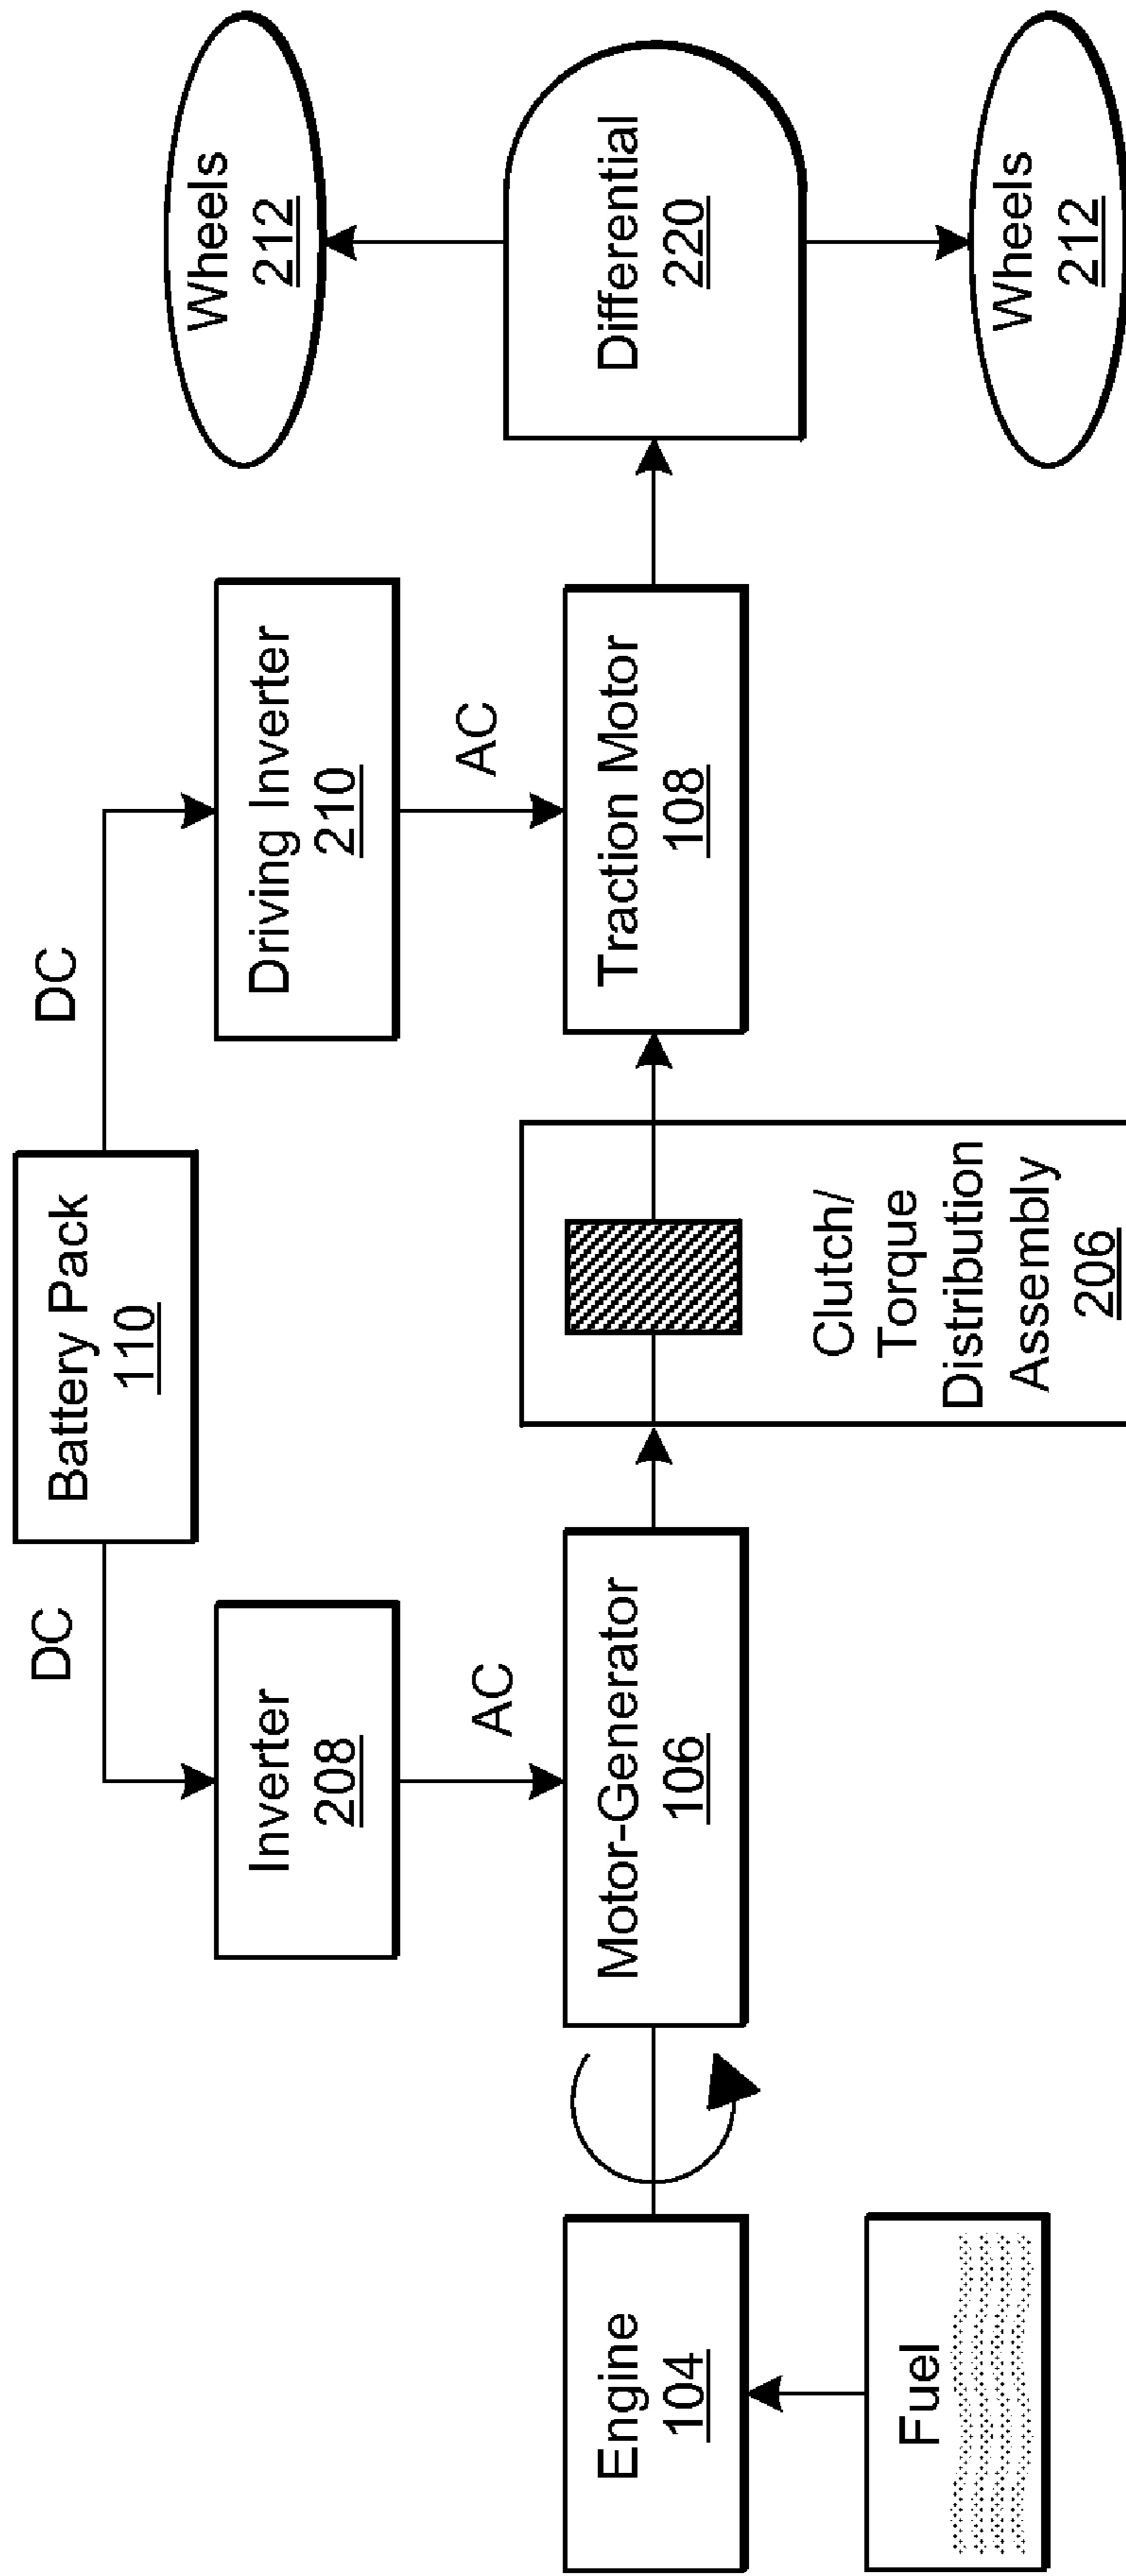 Battery Pack
110
DC
DC
Inverter
208
Driving Inverter
210
AC
AC
Wheels
212
Engine
104
Motor-Generator
106
Traction Motor
108
Differential
220
Clutch/
Torque
Distribution
Assembly
206
Fuel
Wheels
212